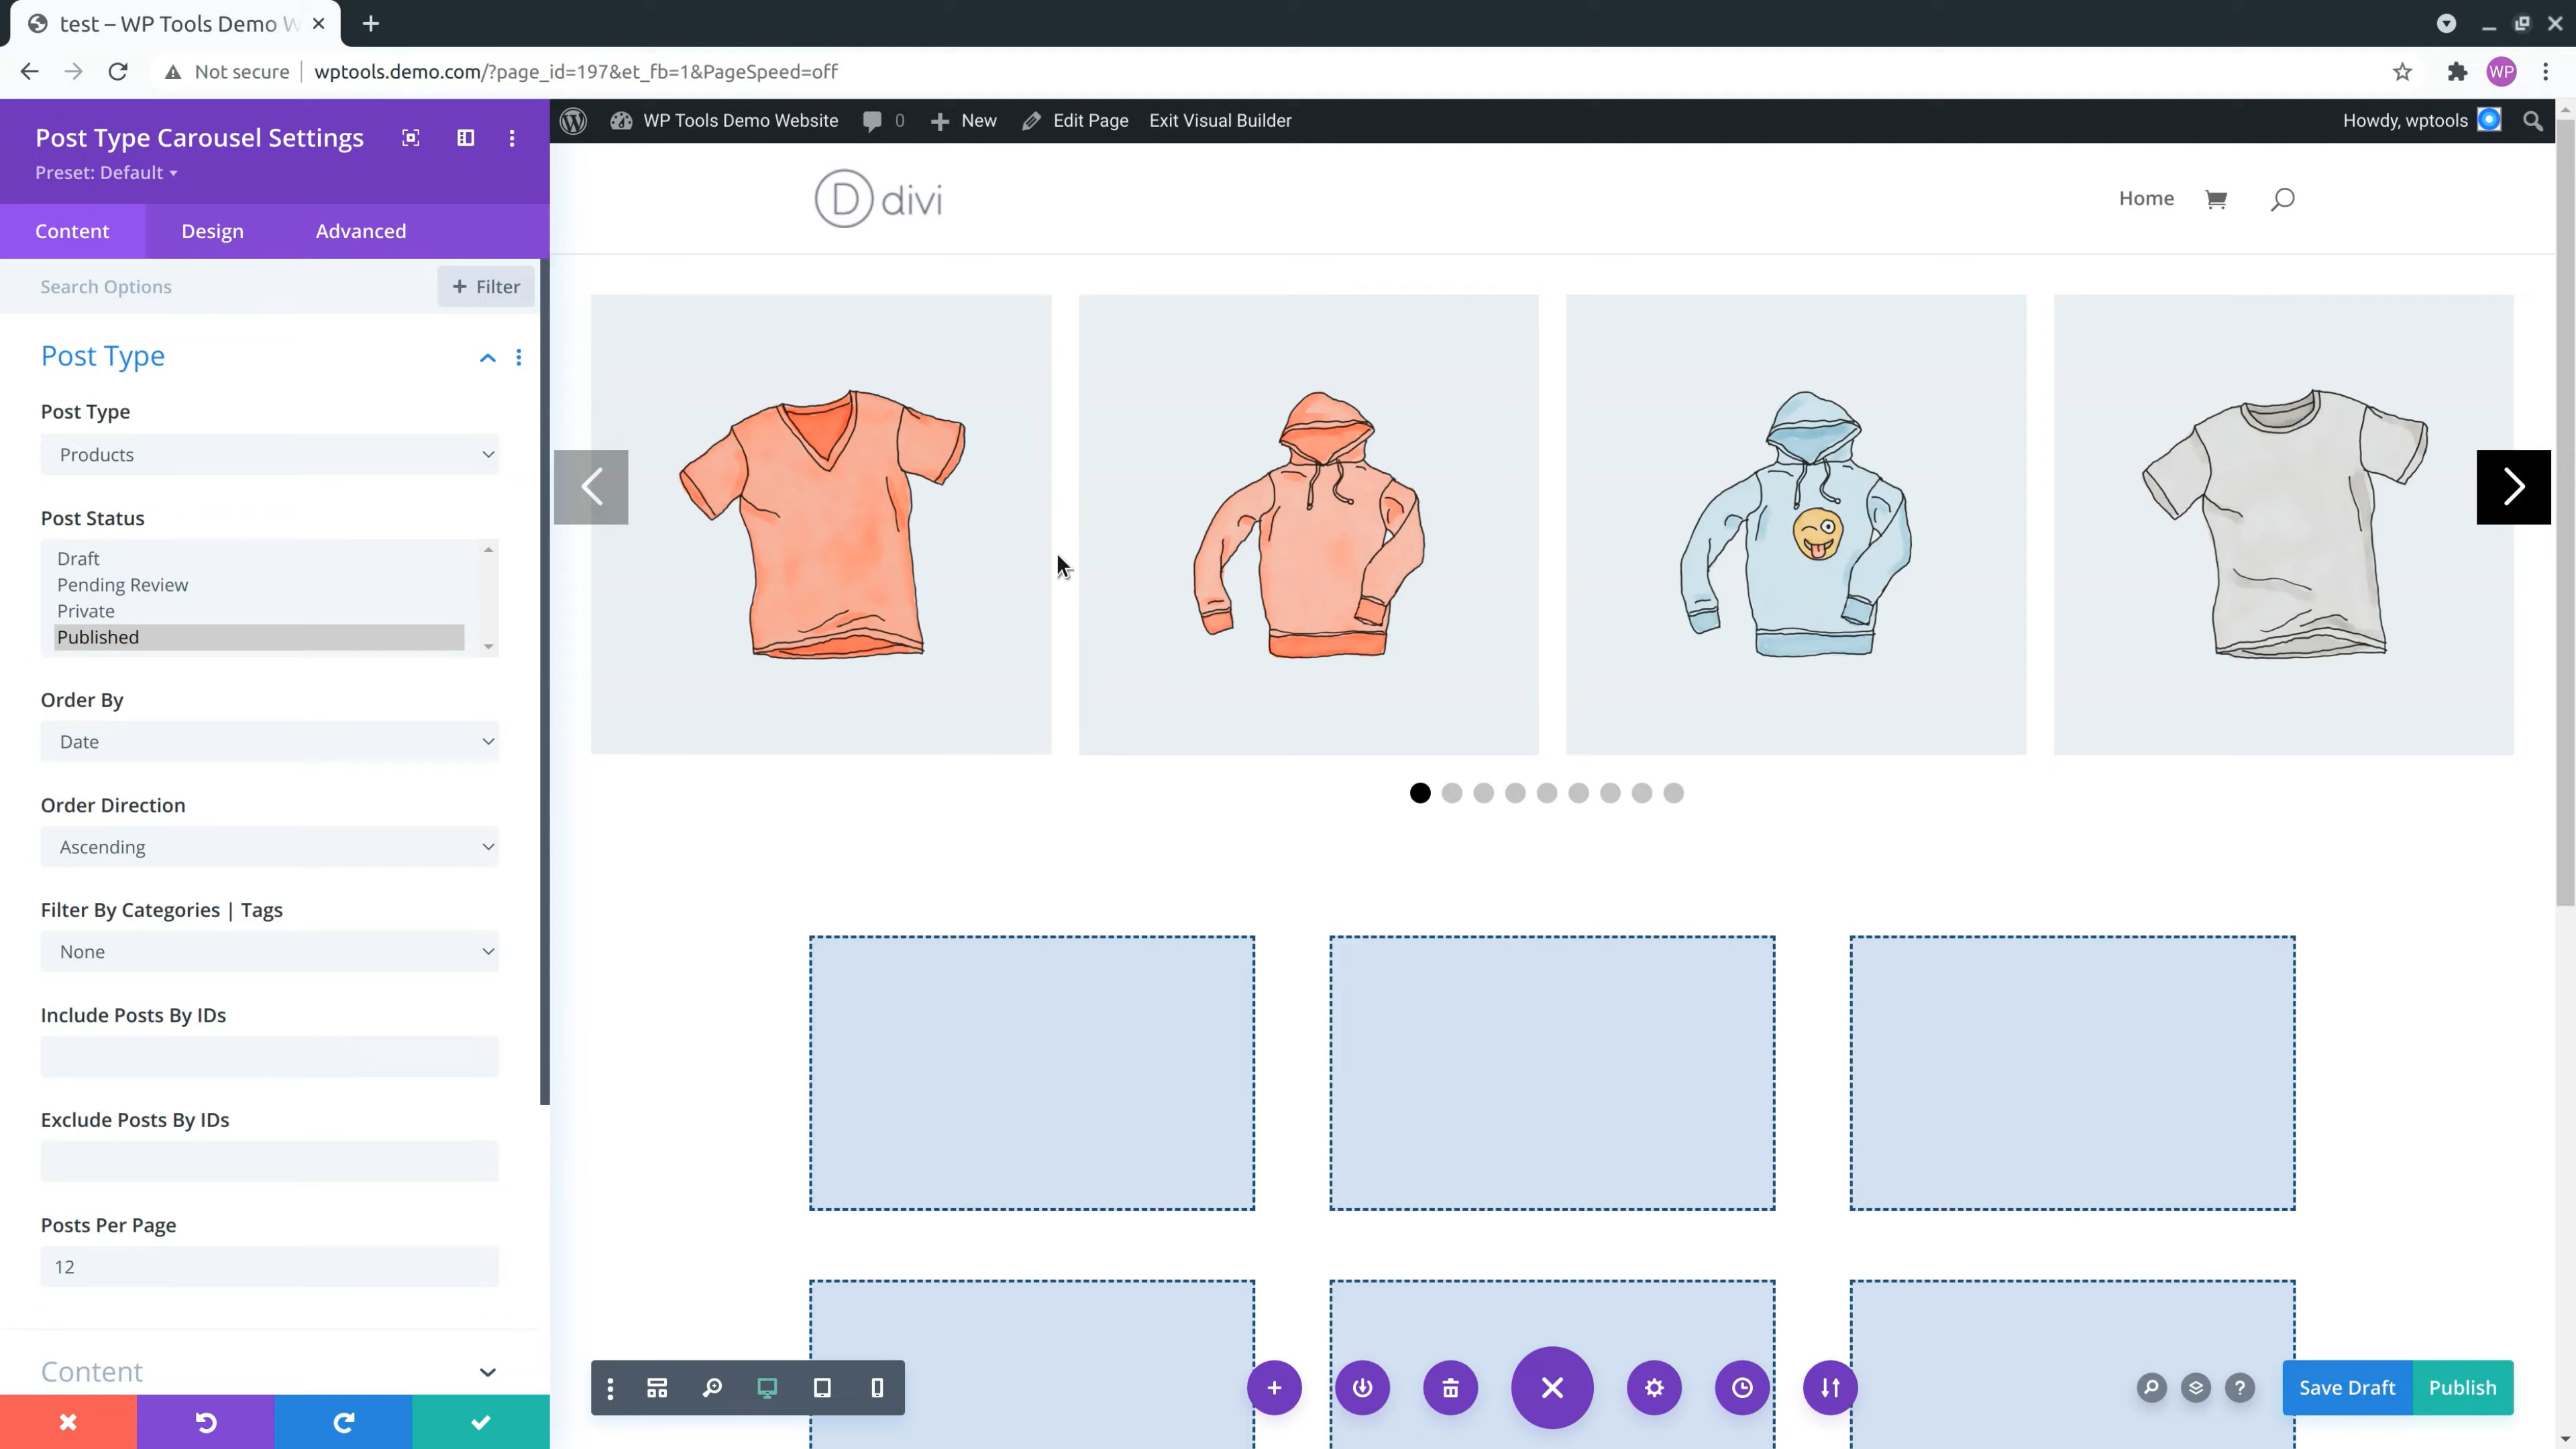 test – WP Tools Demo W
Not secure
wptools.demo.com/?page_id=197&et_fb=1&PageSpeed=off
WP
Post Type Carousel Settings
Preset: Default
WP Tools Demo Website
0
New
Edit Page
Exit Visual Builder
Howdy, wptools
D divi
Home
Content
Design
Advanced
Search Options
+ Filter
Post Type
Post Type
Products
Post Status
Draft
Pending Review
Private
Published
Order By
Date
Order Direction
Ascending
Filter By Categories | Tags
None
Include Posts By IDs
Exclude Posts By IDs
Posts Per Page
12
Content
?
Save Draft
Publish